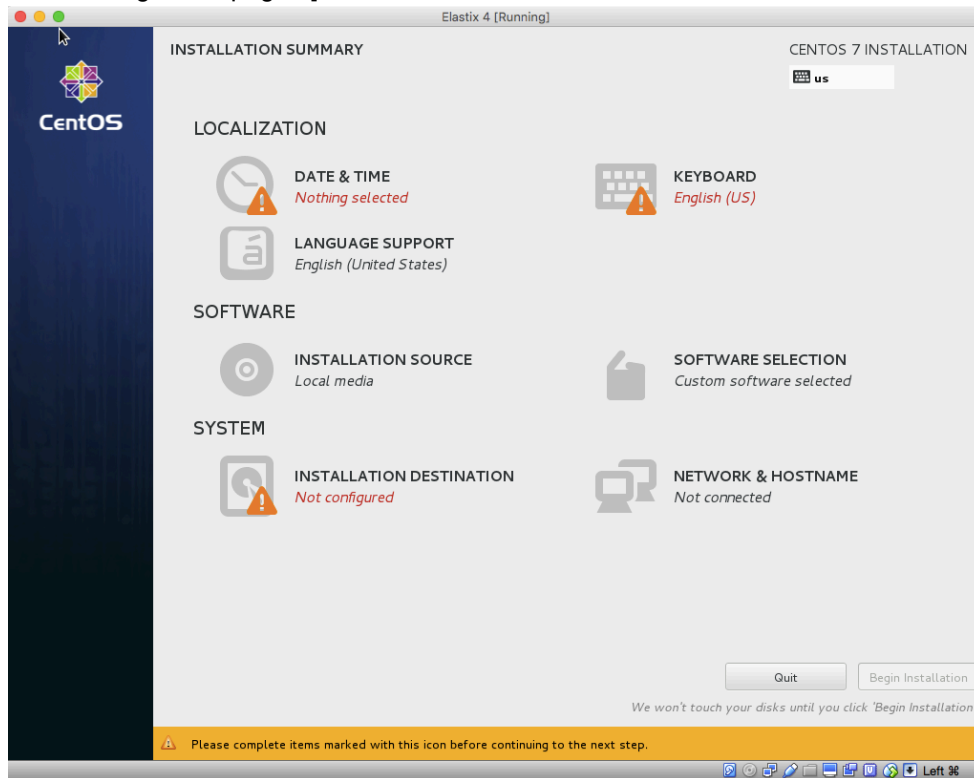 Elastix 4 [Running]
INSTALLATION SUMMARY
CENTOS 7 INSTALLATION
us
CentOS
LOCALIZATION
DATE & TIME
Nothing selected
KEYBOARD
English (US)
á
LANGUAGE SUPPORT
English (United States)
SOFTWARE
INSTALLATION SOURCE
Local media
SOFTWARE SELECTION
Custom software selected
SYSTEM
INSTALLATION DESTINATION
Not configured
NETWORK & HOSTNAME
Not connected
Quit
Begin Installation
We won't touch your disks until you click 'Begin Installation
Please complete items marked with this icon before continuing to the next step.
Left ⌘